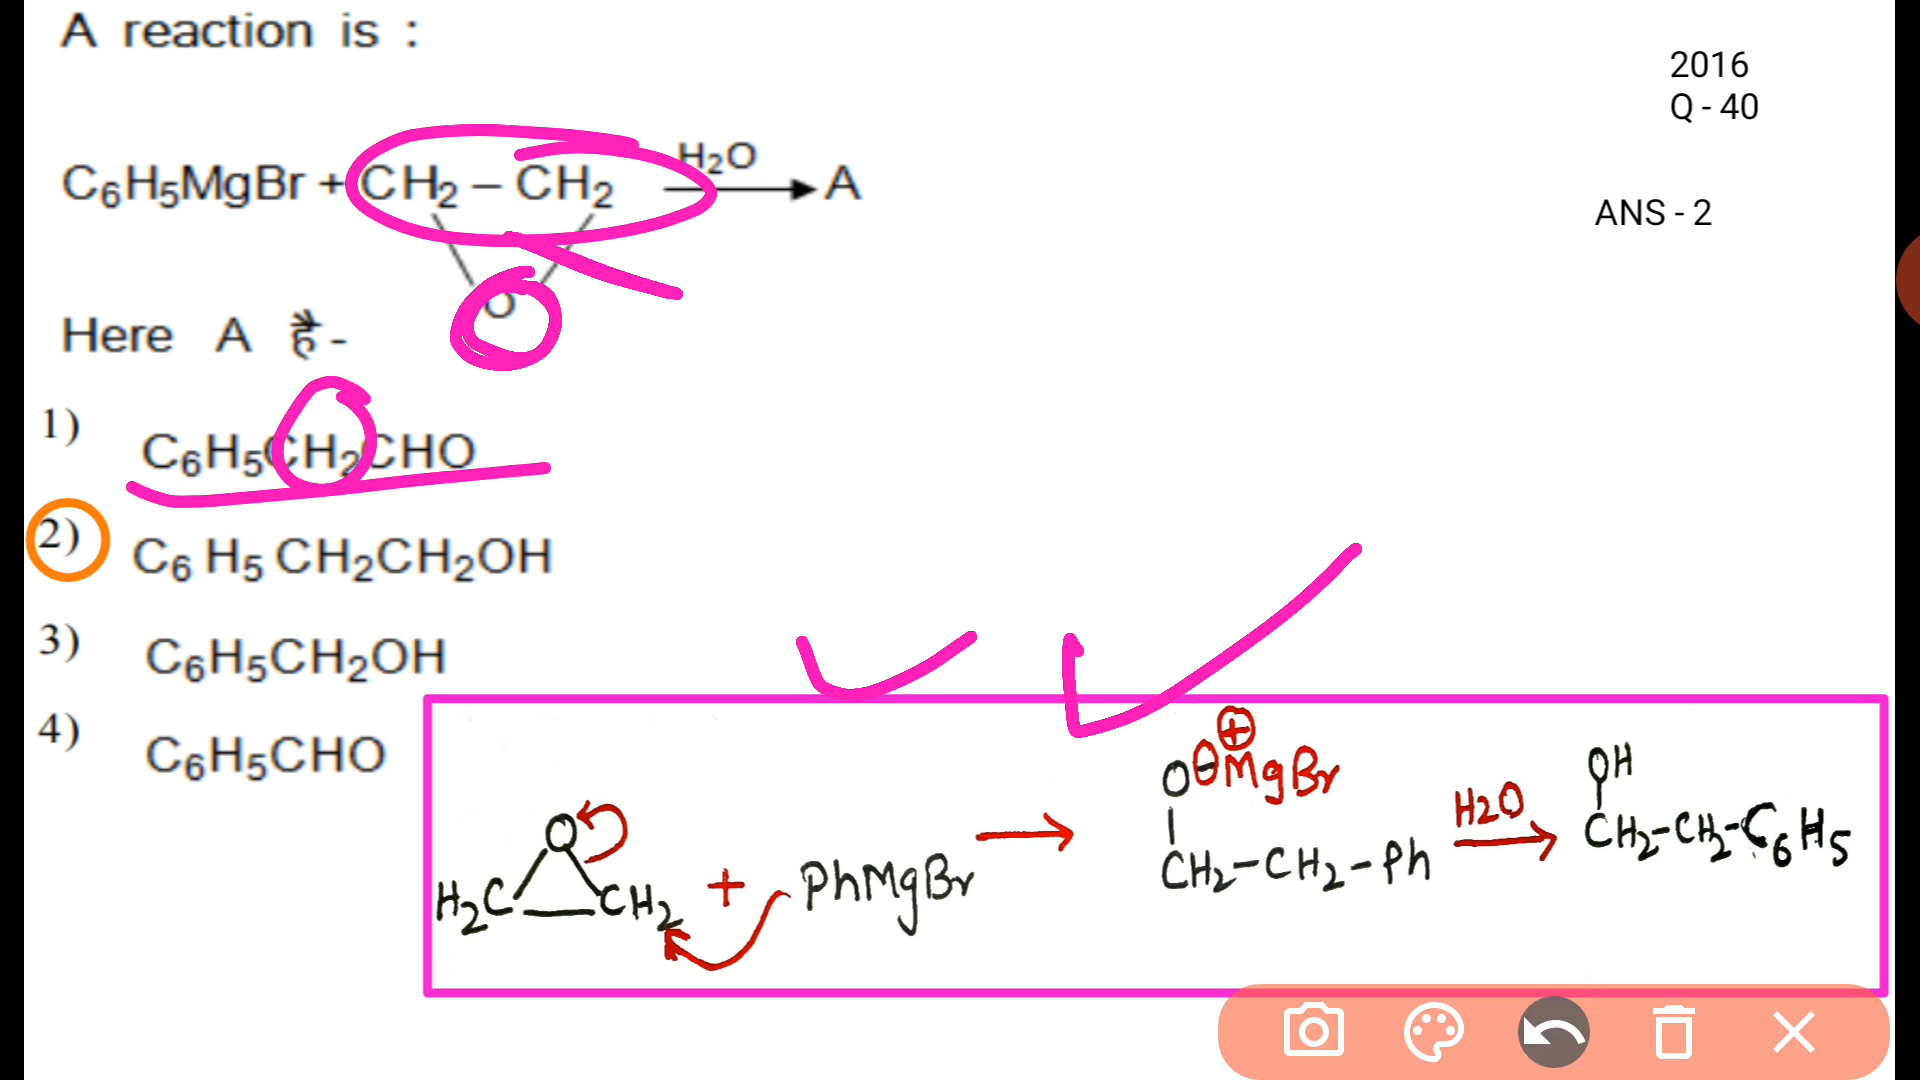 A reaction is :
2016
Q - 40
C₆H₅MgBr + CH₂ – CH₂ H₂O A
O
ANS - 2
Here A है -
1) C₆H₅CH₂CHO
2) C₆ H₅ CH₂CH₂OH
3) C₆H₅CH₂OH
4) C₆H₅CHO
O⊖ ⊕MgBr
OH
O
H₂C CH₂ + PhMgBr
CH₂-CH₂-Ph
H₂O
CH₂-CH₂-C₆H₅